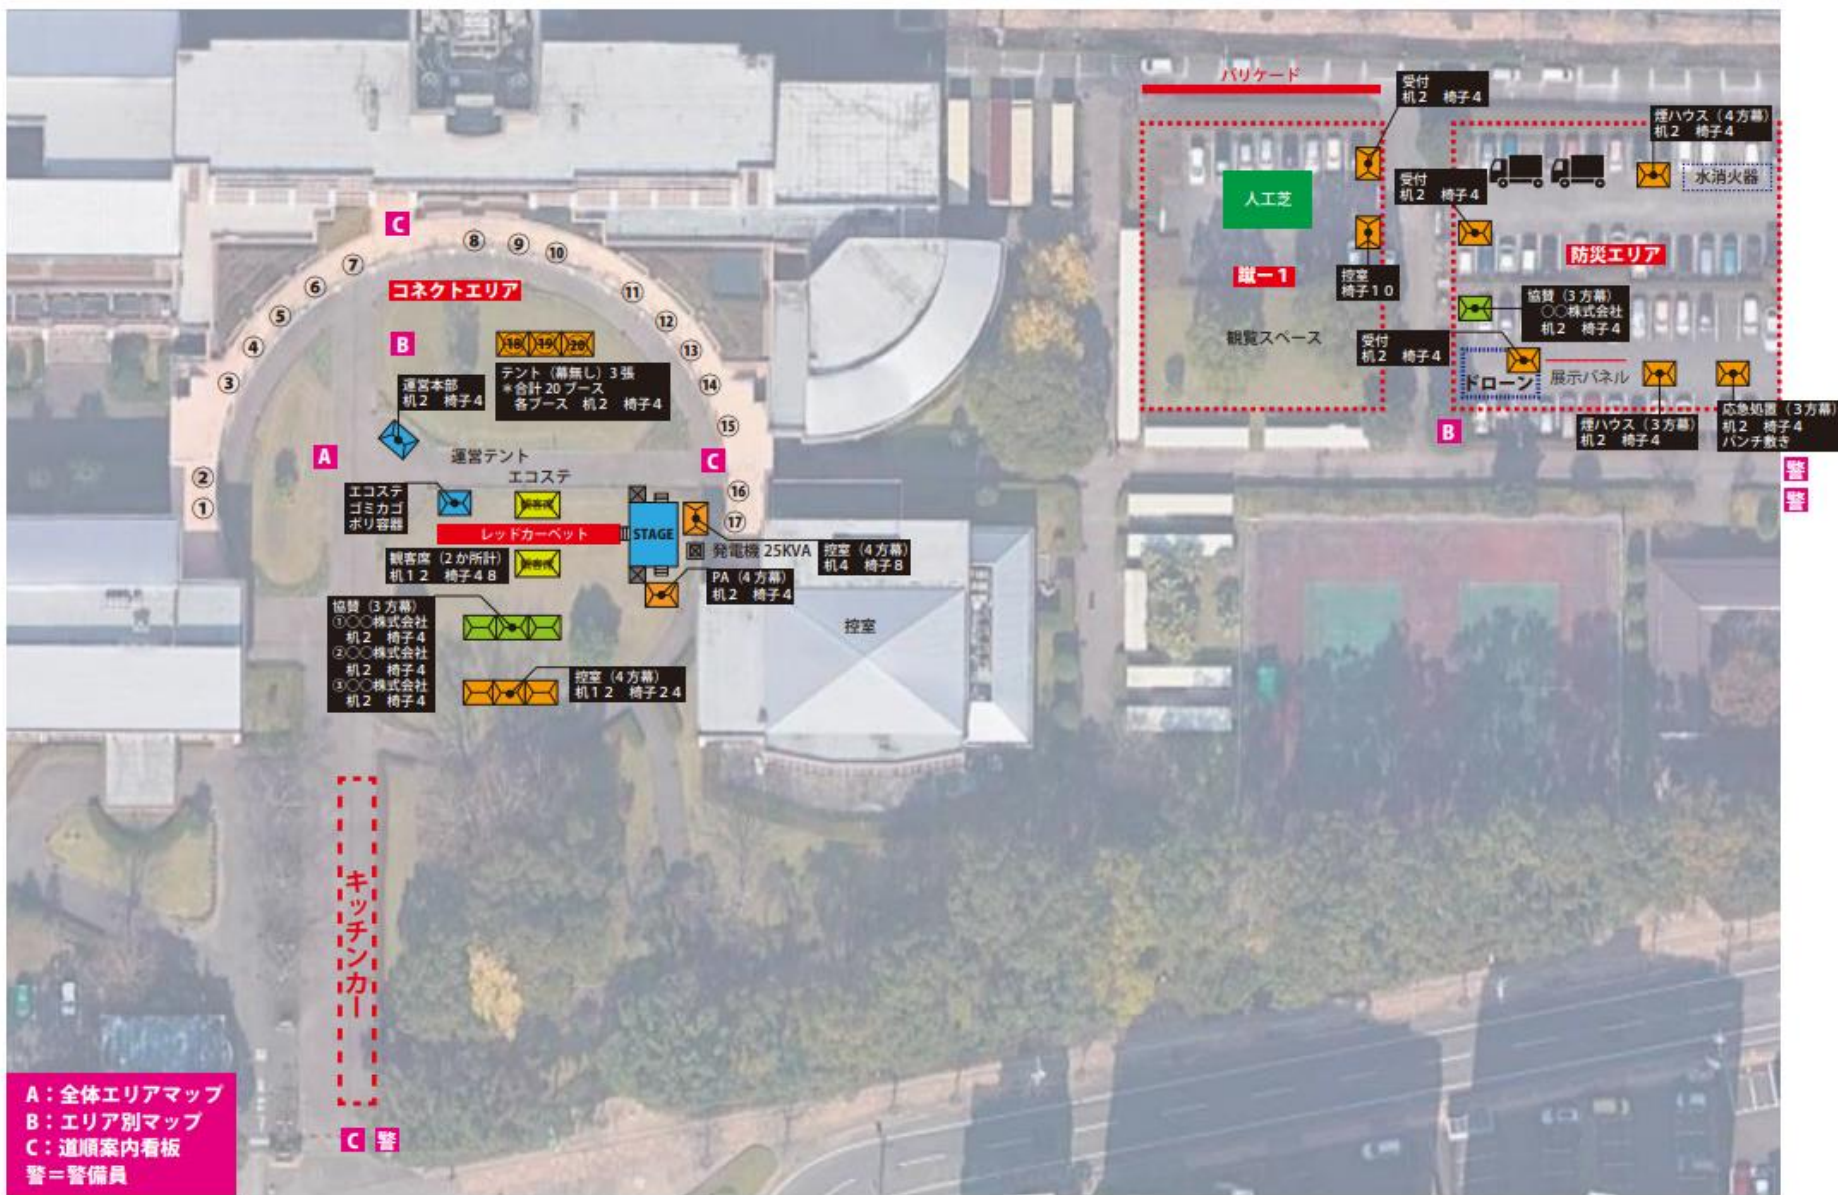 バリケード
受付
机2 椅子4
煙ハウス（4方幕）
机2 椅子4
水消火器
受付
机2 椅子4
人工芝
防災エリア
蹴ー1
控室
椅子10
観覧スペース
協賛（3方幕）
○○株式会社
机2 椅子4
受付
机2 椅子4
ドローン
展示パネル
煙ハウス（3方幕）
机2 椅子4
応急処置（3方幕）
机2 椅子4
パンチ敷き
B
警
警
C
⑧
⑨
⑩
⑦
⑥
⑤
④
③
②
①
コネクトエリア
⑪
⑫
⑬
⑭
⑮
⑯
⑰
B
⑱ ⑲ ⑳
テント（幕無し）3張
＊合計20ブース
各ブース 机2 椅子4
運営本部
机2 椅子4
A
運営テント
C
エコステ
エコステ
ゴミカゴ
ポリ容器
観客席
レッドカーペット
STAGE
観客席（2か所計）
机12 椅子48
観客席
発電機 25KVA
控室（4方幕）
机4 椅子8
PA（4方幕）
机2 椅子4
協賛（3方幕）
①○○株式会社
机2 椅子4
②○○株式会社
机2 椅子4
③○○株式会社
机2 椅子4
控室（4方幕）
机12 椅子24
控室
キッチンカー
C 警
A：全体エリアマップ
B：エリア別マップ
C：道順案内看板
警＝警備員